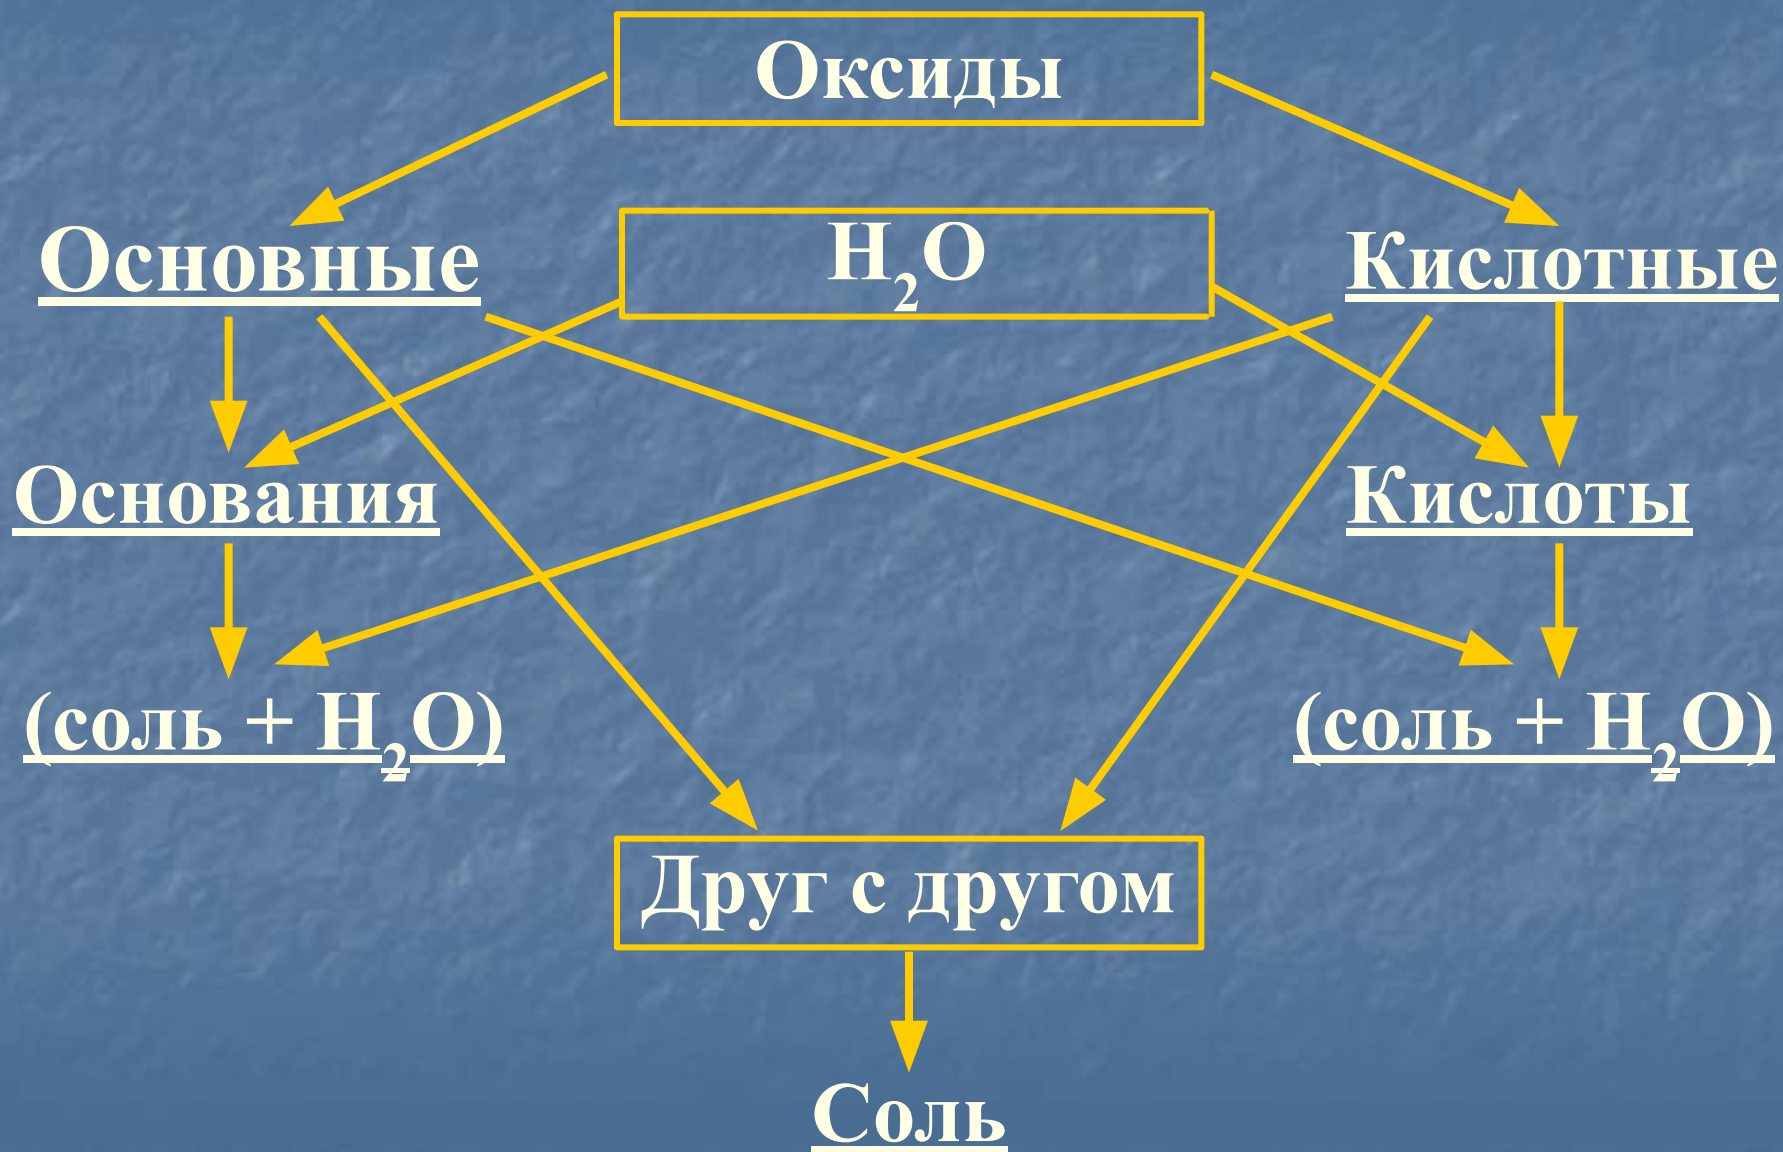 Оксиды
Основные
H₂O
Кислотные
Основания
Кислоты
(соль + H₂O)
(соль + H₂O)
Друг с другом
Соль